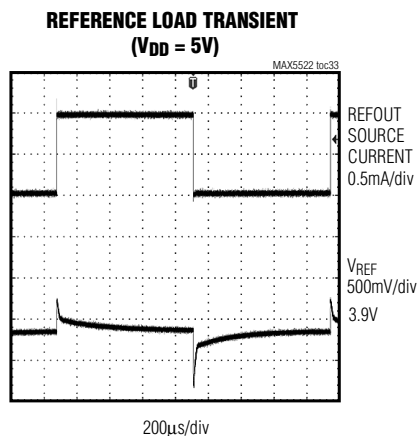 REFERENCE LOAD TRANSIENT
(VDD = 5V)
MAX5522 toc33
T
REFOUT
SOURCE
CURRENT
0.5mA/div
VREF
500mV/div
3.9V
200µs/div